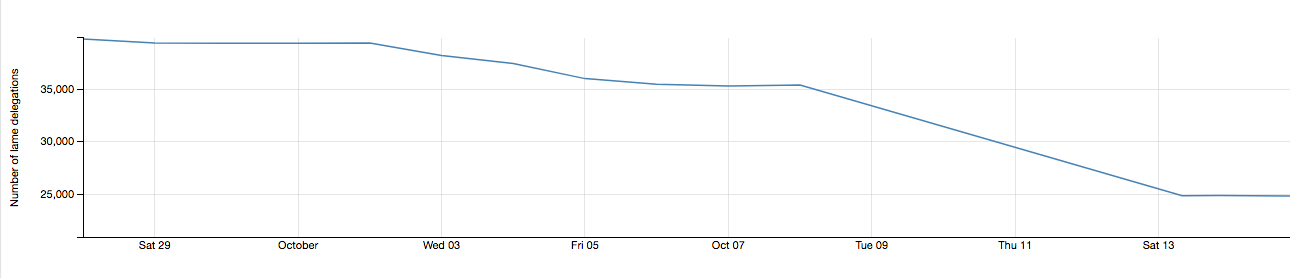 Number of lame delegations
35,000
30,000
25,000
Sat 29 October Wed 03 Fri 05 Oct 07 Tue 09 Thu 11 Sat 13